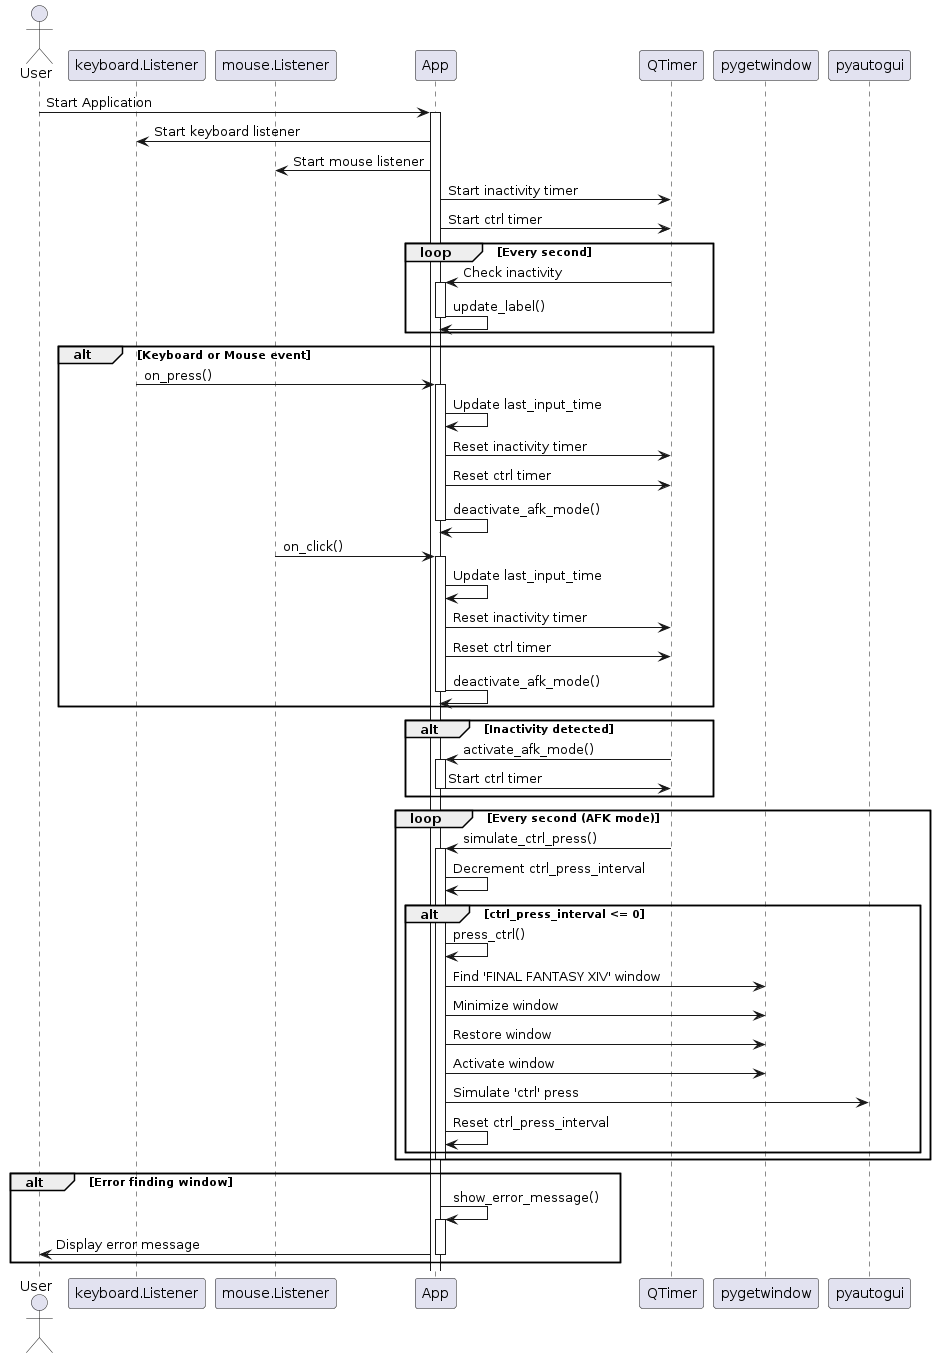 User
keyboard.Listener
mouse.Listener
App
QTimer
pygetwindow
pyautogui
Start Application
Start keyboard listener
Start mouse listener
Start inactivity timer
Start ctrl timer
loop [Every second]
Check inactivity
update_label()
alt [Keyboard or Mouse event]
on_press()
Update last_input_time
Reset inactivity timer
Reset ctrl timer
deactivate_afk_mode()
on_click()
Update last_input_time
Reset inactivity timer
Reset ctrl timer
deactivate_afk_mode()
alt [Inactivity detected]
activate_afk_mode()
Start ctrl timer
loop [Every second (AFK mode)]
simulate_ctrl_press()
Decrement ctrl_press_interval
alt [ctrl_press_interval <= 0]
press_ctrl()
Find 'FINAL FANTASY XIV' window
Minimize window
Restore window
Activate window
Simulate 'ctrl' press
Reset ctrl_press_interval
alt [Error finding window]
show_error_message()
Display error message
User
keyboard.Listener
mouse.Listener
App
QTimer
pygetwindow
pyautogui